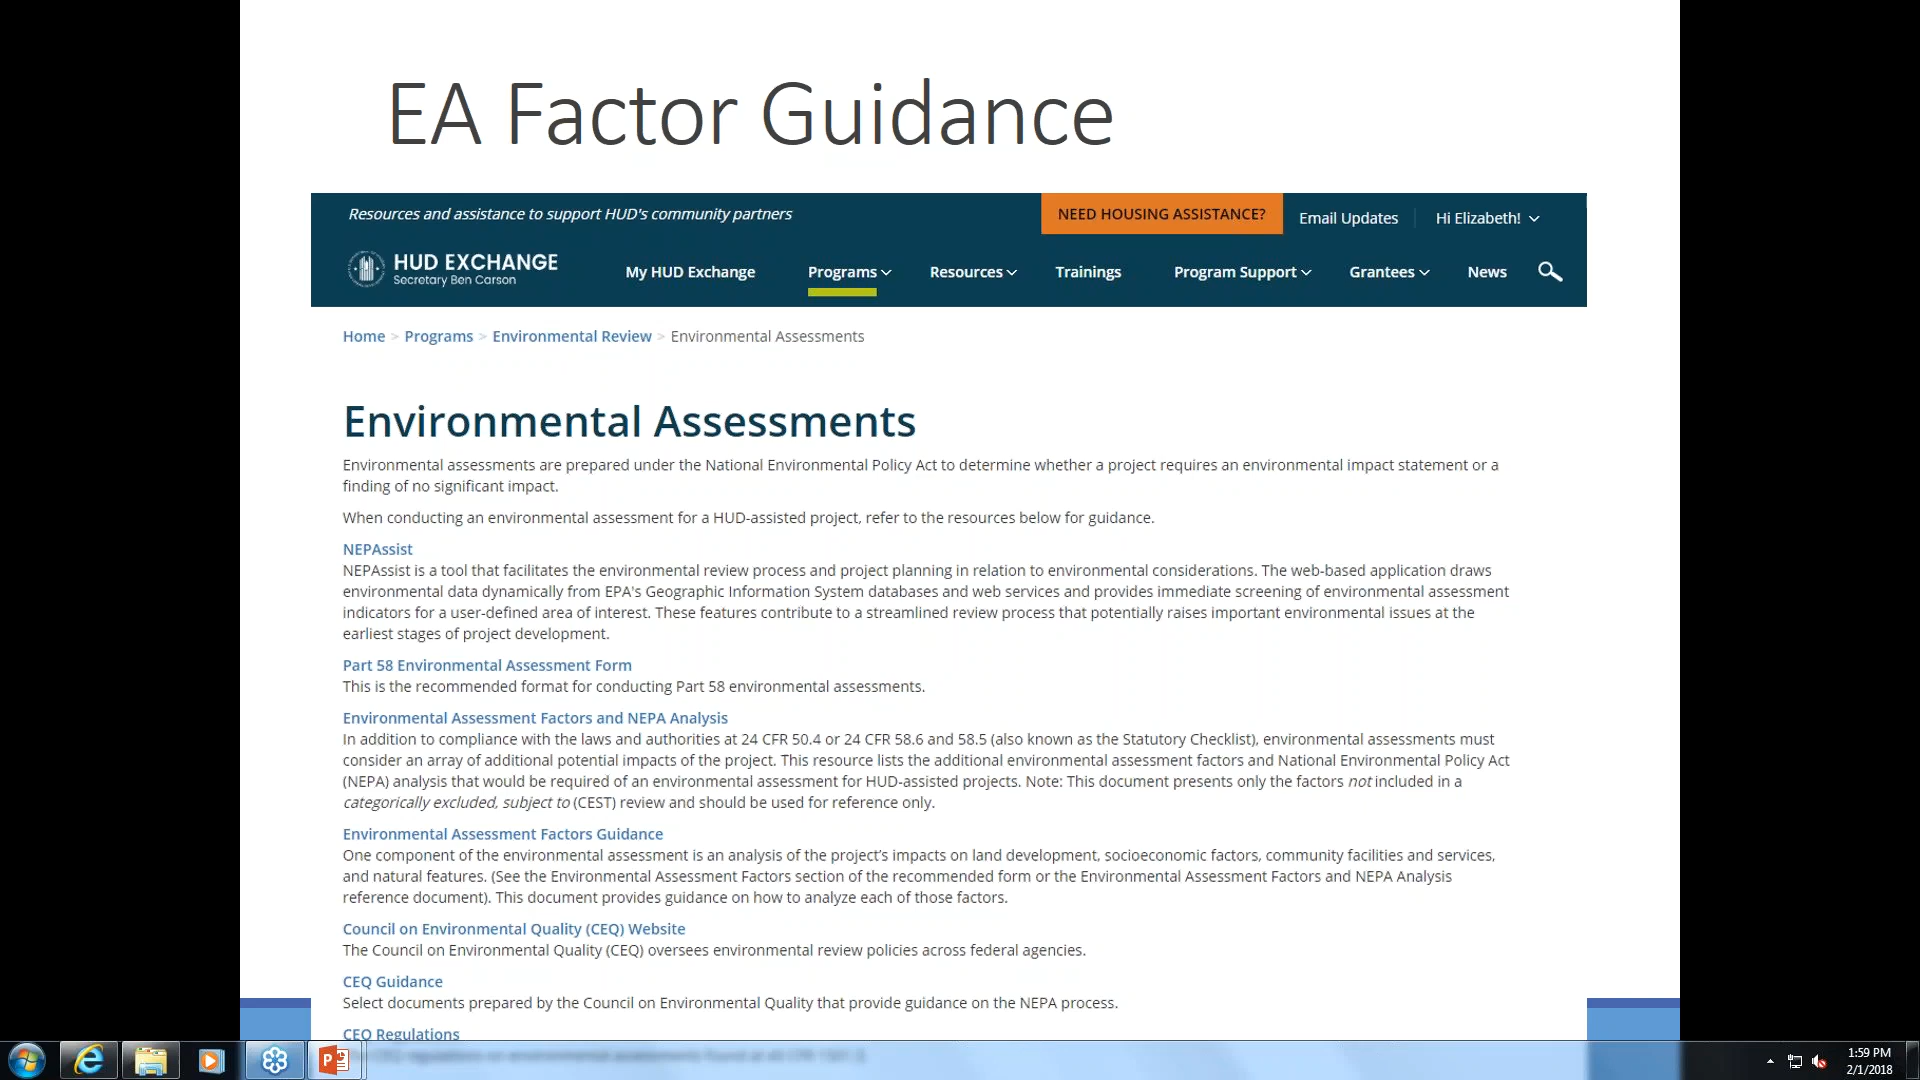 EA Factor Guidance
Resources and assistance to support HUD's community partners
NEED HOUSING ASSISTANCE?
Email Updates
Hi Elizabeth!
HUD EXCHANGE
Secretary Ben Carson
My HUD Exchange
Programs
Resources
Trainings
Program Support
Grantees
News
Home > Programs > Environmental Review > Environmental Assessments
Environmental Assessments
Environmental assessments are prepared under the National Environmental Policy Act to determine whether a project requires an environmental impact statement or a
finding of no significant impact.
When conducting an environmental assessment for a HUD-assisted project, refer to the resources below for guidance.
NEPAssist
NEPAssist is a tool that facilitates the environmental review process and project planning in relation to environmental considerations. The web-based application draws
environmental data dynamically from EPA's Geographic Information System databases and web services and provides immediate screening of environmental assessment
indicators for a user-defined area of interest. These features contribute to a streamlined review process that potentially raises important environmental issues at the
earliest stages of project development.
Part 58 Environmental Assessment Form
This is the recommended format for conducting Part 58 environmental assessments.
Environmental Assessment Factors and NEPA Analysis
In addition to compliance with the laws and authorities at 24 CFR 50.4 or 24 CFR 58.6 and 58.5 (also known as the Statutory Checklist), environmental assessments must
consider an array of additional potential impacts of the project. This resource lists the additional environmental assessment factors and National Environmental Policy Act
(NEPA) analysis that would be required of an environmental assessment for HUD-assisted projects. Note: This document presents only the factors not included in a
categorically excluded, subject to (CEST) review and should be used for reference only.
Environmental Assessment Factors Guidance
One component of the environmental assessment is an analysis of the project's impacts on land development, socioeconomic factors, community facilities and services,
and natural features. (See the Environmental Assessment Factors section of the recommended form or the Environmental Assessment Factors and NEPA Analysis
reference document). This document provides guidance on how to analyze each of those factors.
Council on Environmental Quality (CEQ) Website
The Council on Environmental Quality (CEQ) oversees environmental review policies across federal agencies.
CEQ Guidance
Select documents prepared by the Council on Environmental Quality that provide guidance on the NEPA process.
CEQ Regulations
1:59 PM
2/1/2018